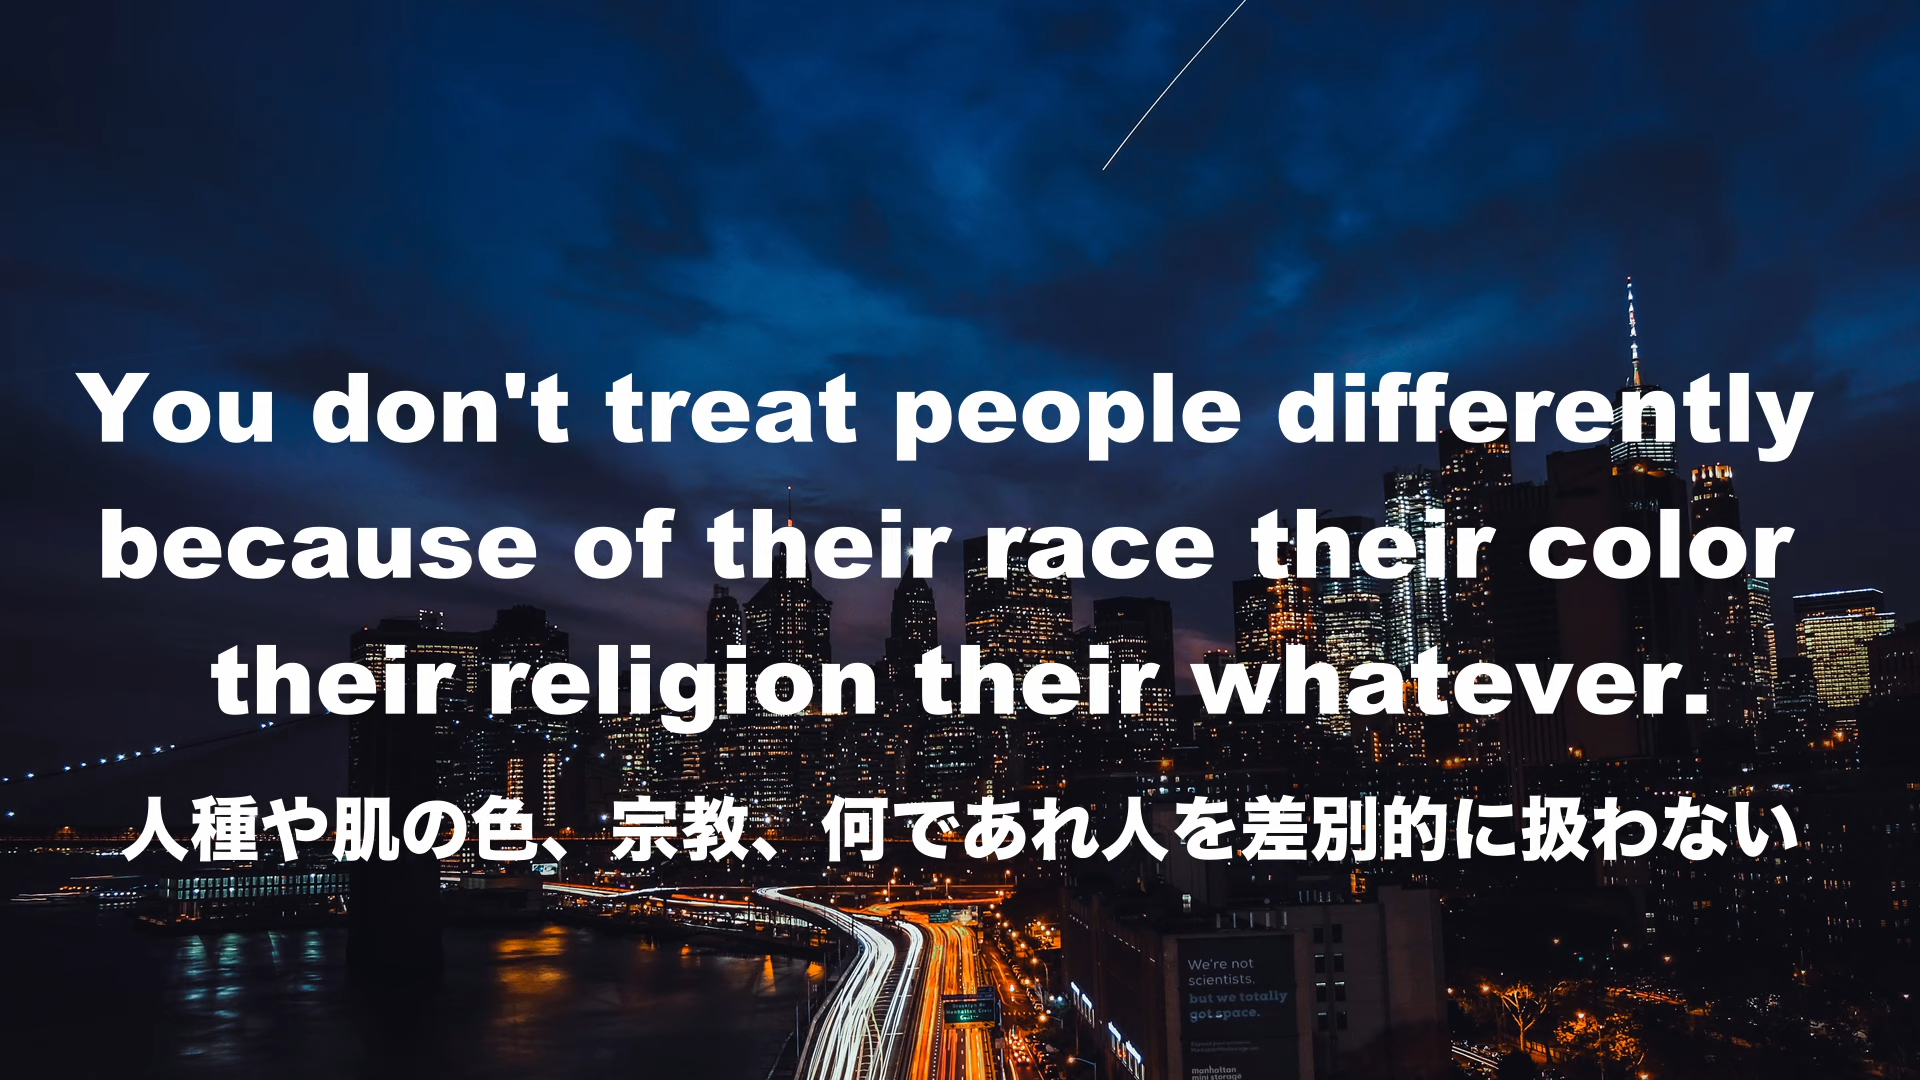 You don't treat people differently
because of their race their color
their religion their whatever.
人種や肌の色、宗教、何であれ人を差別的に扱わない
We're not
scientists,
but we totally
got space.
manhattan
mini storage